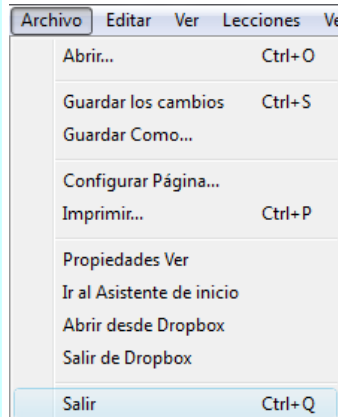 Archivo Editar Ver Lecciones Ve
Abrir... Ctrl+O
Guardar los cambios Ctrl+S
Guardar Como...
Configurar Página...
Imprimir... Ctrl+P
Propiedades Ver
Ir al Asistente de inicio
Abrir desde Dropbox
Salir de Dropbox
Salir Ctrl+Q